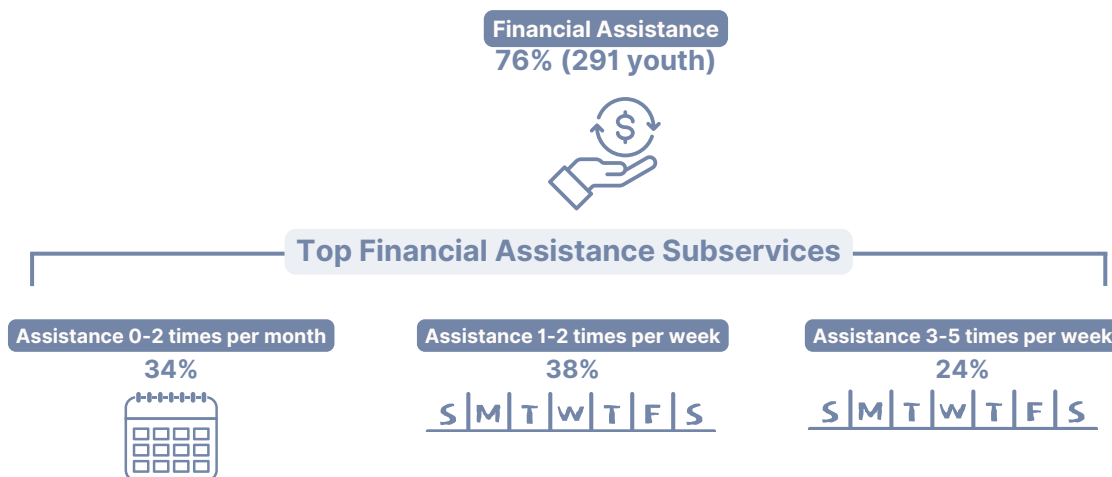 Financial Assistance
76% (291 youth)
$
Top Financial Assistance Subservices
Assistance 0-2 times per month
34%
Assistance 1-2 times per week
38%
S M T W T F S
Assistance 3-5 times per week
24%
S M T W T F S